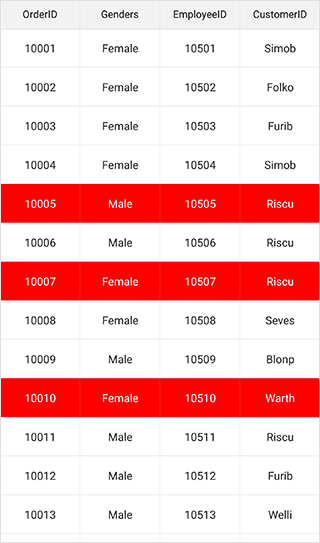 OrderID Genders EmployeeID CustomerID
10001 Female 10501 Simob
10002 Female 10502 Folko
10003 Female 10503 Furib
10004 Female 10504 Simob
10005 Male 10505 Riscu
10006 Male 10506 Riscu
10007 Female 10507 Riscu
10008 Female 10508 Seves
10009 Male 10509 Blonp
10010 Female 10510 Warth
10011 Male 10511 Riscu
10012 Male 10512 Furib
10013 Male 10513 Welli